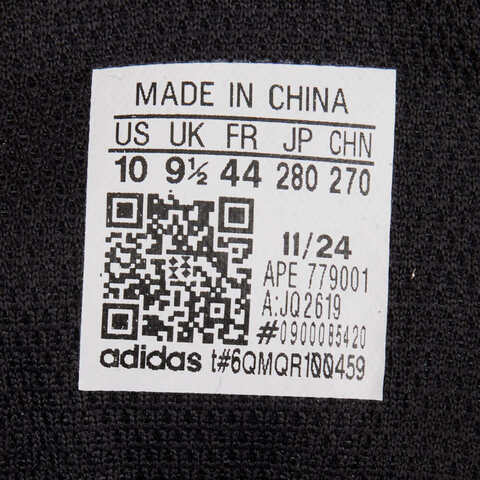 MADE IN CHINA
US UK FR JP CHN
10 9½ 44 280 270
11/24
APE 779001
A:JQ2619
#0900085420
adidas t#6QMQR100459